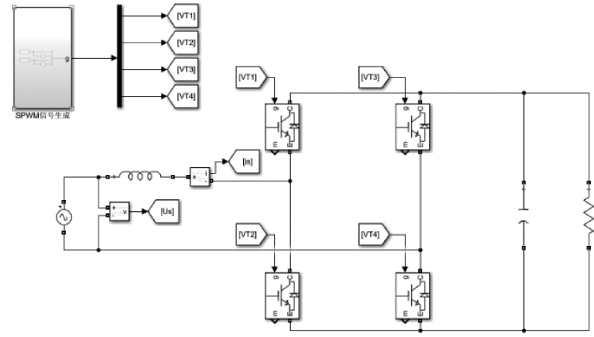 [VT1]
[VT2]
[VT3]
[VT4]
g
SPWM信号生成
[VT1]
[VT3]
g C
g C
m E
m E
[is]
i
+ -
[Us]
+ v
-
[VT2]
[VT4]
g C
g C
m E
m E